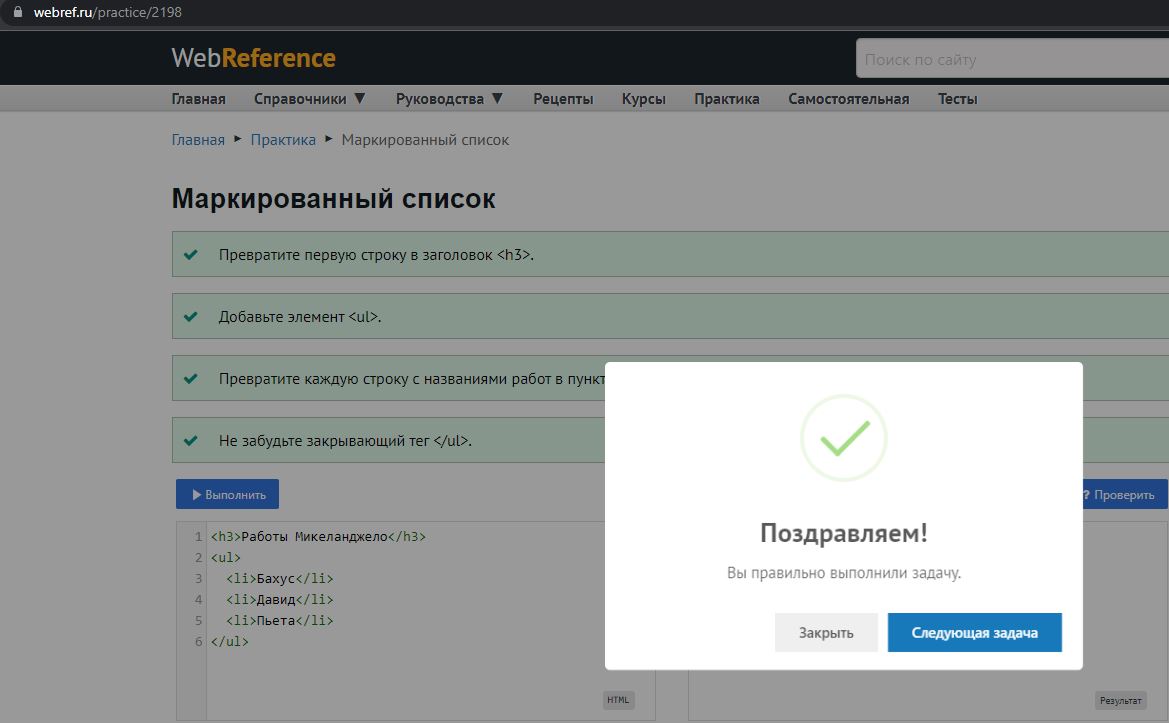 webref.ru/practice/2198
WebReference
Поиск по сайту
Главная Справочники ▼ Руководства ▼ Рецепты Курсы Практика Самостоятельная Тесты
Главная ► Практика ► Маркированный список
Маркированный список
Превратите первую строку в заголовок <h3>.
Добавьте элемент <ul>.
Превратите каждую строку с названиями работ в пункт
Не забудьте закрывающий тег </ul>.
Выполнить
? Проверить
1 <h3>Работы Микеланджело</h3>
2 <ul>
3 <li>Бахус</li>
4 <li>Давид</li>
5 <li>Пьета</li>
6 </ul>
HTML
Результат
Поздравляем!
Вы правильно выполнили задачу.
Закрыть
Следующая задача